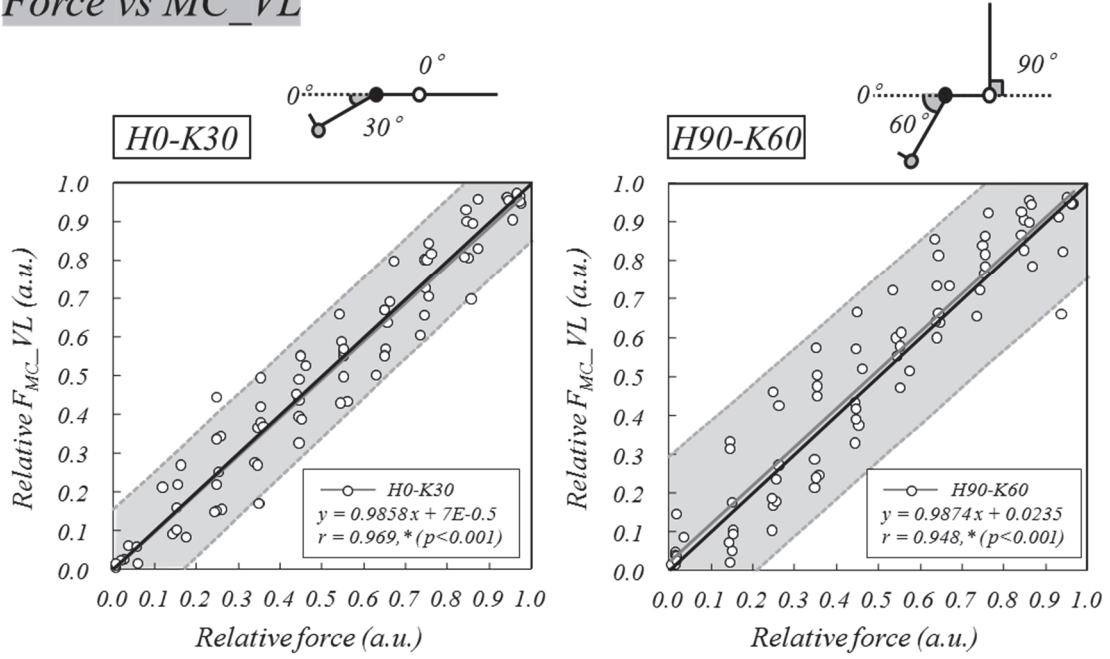 Force vs MC_VL
0°
0°
30°
H0-K30
1.0
0.9
0.8
0.7
0.6
0.5
0.4
0.3
0.2
0.1
0.0
Relative F_MC_VL (a.u.)
H0-K30
y = 0.9858x + 7E-0.5
r = 0.969,* (p<0.001)
0.0 0.1 0.2 0.3 0.4 0.5 0.6 0.7 0.8 0.9 1.0
Relative force (a.u.)
90°
0°
60°
H90-K60
1.0
0.9
0.8
0.7
0.6
0.5
0.4
0.3
0.2
0.1
0.0
Relative F_MC_VL (a.u.)
H90-K60
y = 0.9874x + 0.0235
r = 0.948,* (p<0.001)
0.0 0.1 0.2 0.3 0.4 0.5 0.6 0.7 0.8 0.9 1.0
Relative force (a.u.)